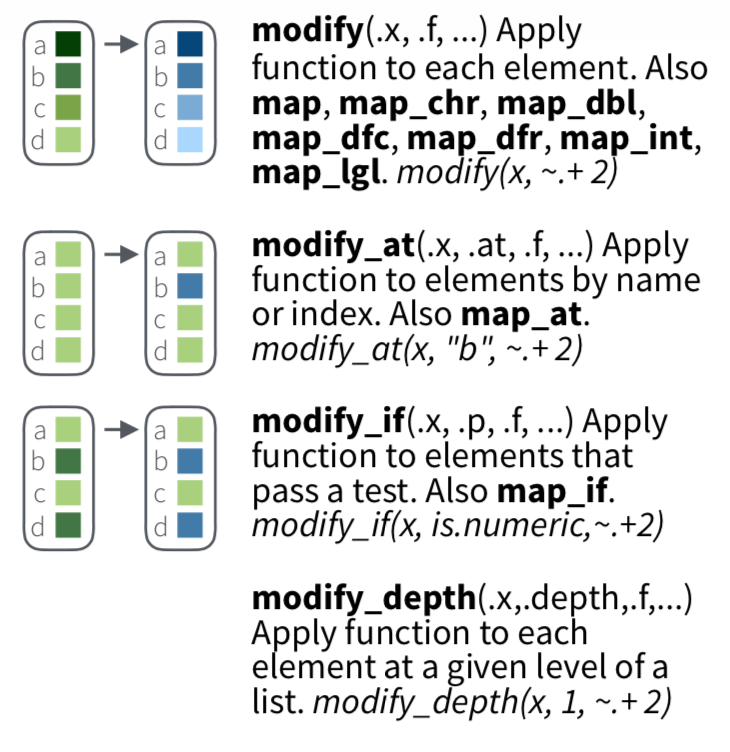 a a
b b
c c
d d
modify(.x, .f, ...) Apply
function to each element. Also
map, map_chr, map_dbl,
map_dfc, map_dfr, map_int,
map_lgl. modify(x, ~.+ 2)
a a
b b
c c
d d
modify_at(.x, .at, .f, ...) Apply
function to elements by name
or index. Also map_at.
modify_at(x, "b", ~.+ 2)
a a
b b
c c
d d
modify_if(.x, .p, .f, ...) Apply
function to elements that
pass a test. Also map_if.
modify_if(x, is.numeric,~.+2)
modify_depth(.x,.depth,.f,...)
Apply function to each
element at a given level of a
list. modify_depth(x, 1, ~.+ 2)